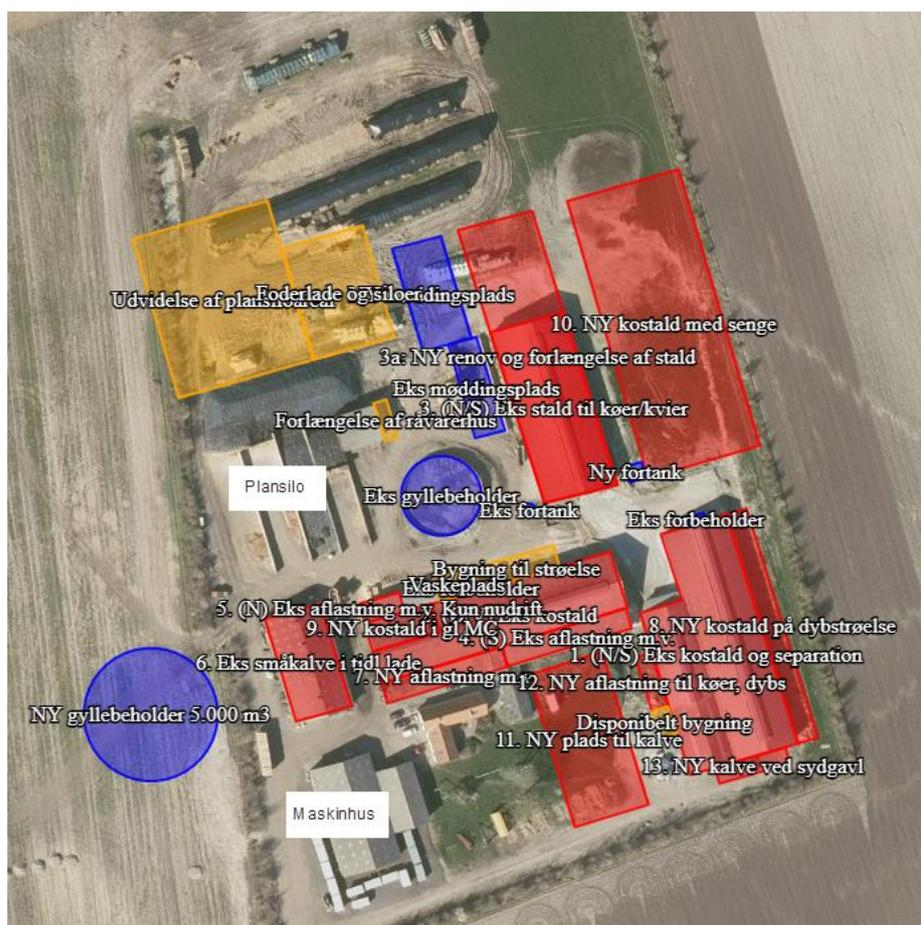 Udvidelse af plansiloareal
Foderlade og siloer
dingsplads
10. NY kostald med senge
3a: NY renov og forlængelse af stald
Eks møddingsplads
3. (N/S) Eks stald til køer/kvier
Forlængelse af råvarerhus
Plansilo
Ny fortank
Eks gyllebeholder
Eks fortank
Eks forbeholder
Bygning til strøelse
Vaskeplads
5. (N) Eks aflastning m.v. Kun nudrift
Eks kostald
9. NY kostald i gl MC
8. NY kostald på dybstrøelse
4. (S) Eks aflastning m.v.
1. (N/S) Eks kostald og separation
6. Eks småkalve i tidl lade
7. NY aflastning m.
12. NY aflastning til køer, dybs
NY gyllebeholder 5.000 m3
Disponibelt bygning
11. NY plads til kalve
13. NY kalve ved sydgavl
Maskinhus